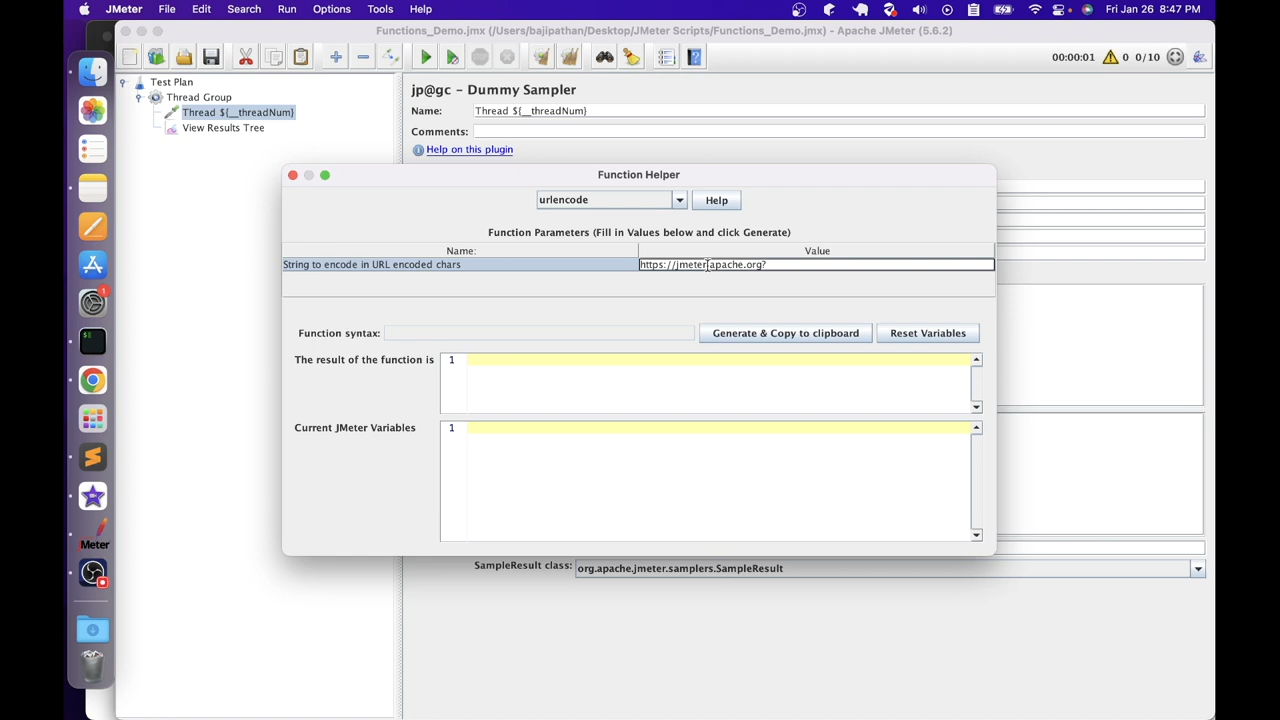 JMeter File Edit Search Run Options Tools Help Fri Jan 26 8:47 PM
Functions_Demo.jmx (/Users/bajipathan/Desktop/JMeter Scripts/Functions_Demo.jmx) - Apache JMeter (5.6.2)
00:00:01 0 0/10
Test Plan
Thread Group
Thread ${__threadNum}
View Results Tree
jp@gc - Dummy Sampler
Name: Thread ${__threadNum}
Comments:
Help on this plugin
Function Helper
urlencode Help
Function Parameters (Fill in Values below and click Generate)
Name: Value
String to encode in URL encoded chars https://jmeter.apache.org?
Function syntax: Generate & Copy to clipboard Reset Variables
The result of the function is 1
Current JMeter Variables 1
SampleResult class: org.apache.jmeter.samplers.SampleResult
1
$
Meter